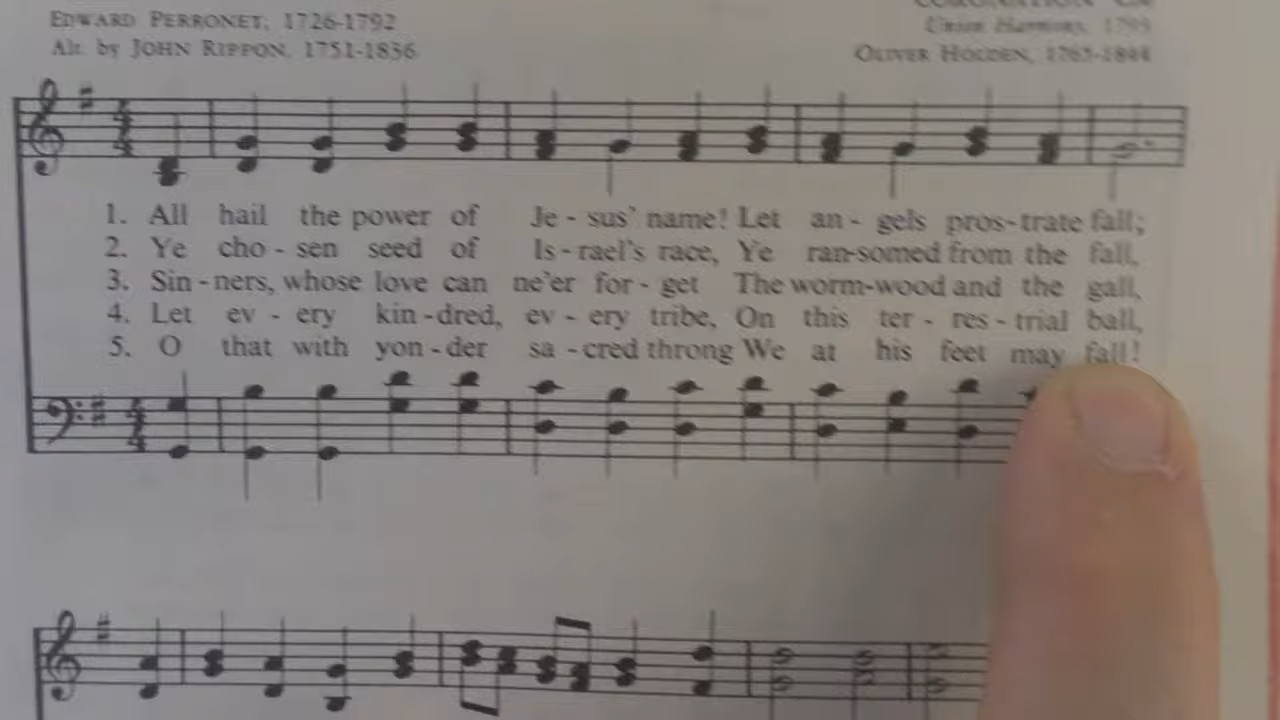 EDWARD PERRONET, 1726-1792
Alt. by JOHN RIPPON, 1751-1836
Union Harmony, 1793
OLIVER HOLDEN, 1765-1844
1. All hail the power of Je - sus' name! Let an - gels pros-trate fall;
2. Ye cho - sen seed of Is - rael's race, Ye ran-somed from the fall,
3. Sin - ners, whose love can ne'er for - get The worm-wood and the gall,
4. Let ev - ery kin - dred, ev - ery tribe, On this ter - res - trial ball,
5. O that with yon - der sa - cred throng We at his feet may fall!